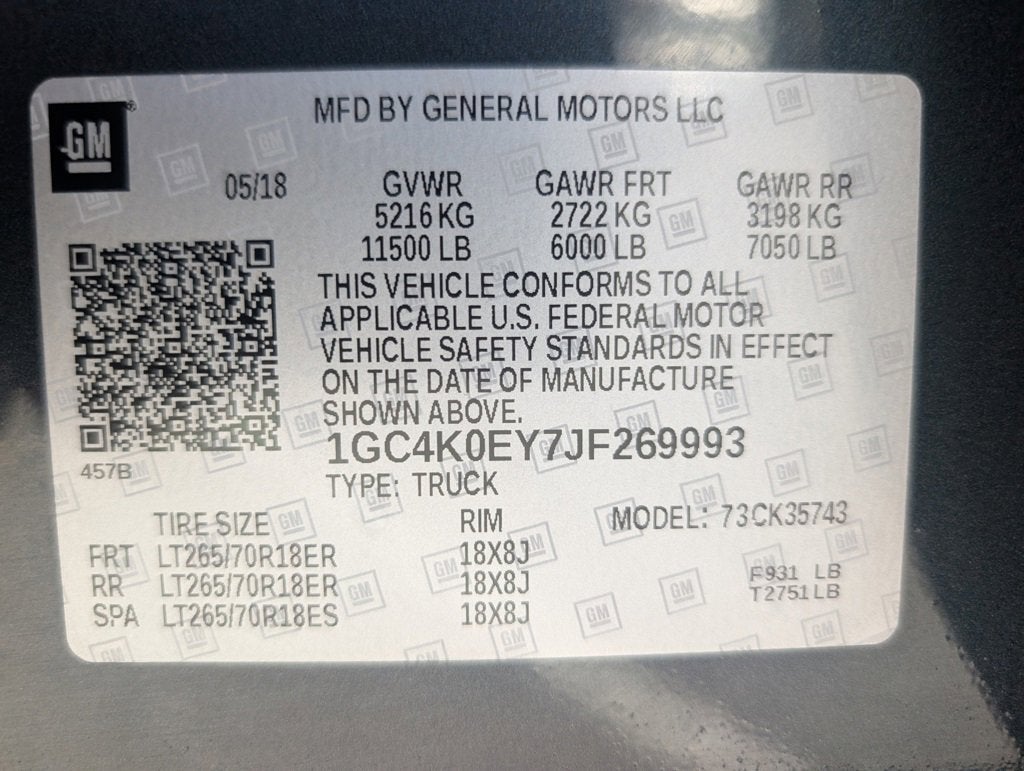 GM
MFD BY GENERAL MOTORS LLC
05/18 GVWR GAWR FRT GAWR RR
5216 KG 2722 KG 3198 KG
11500 LB 6000 LB 7050 LB
THIS VEHICLE CONFORMS TO ALL
APPLICABLE U.S. FEDERAL MOTOR
VEHICLE SAFETY STANDARDS IN EFFECT
ON THE DATE OF MANUFACTURE
SHOWN ABOVE.
1GC4K0EY7JF269993
457B
TYPE: TRUCK
TIRE SIZE RIM MODEL: 73CK35743
FRT LT265/70R18ER 18X8J
RR LT265/70R18ER 18X8J
SPA LT265/70R18ES 18X8J
F931 LB
T2751LB